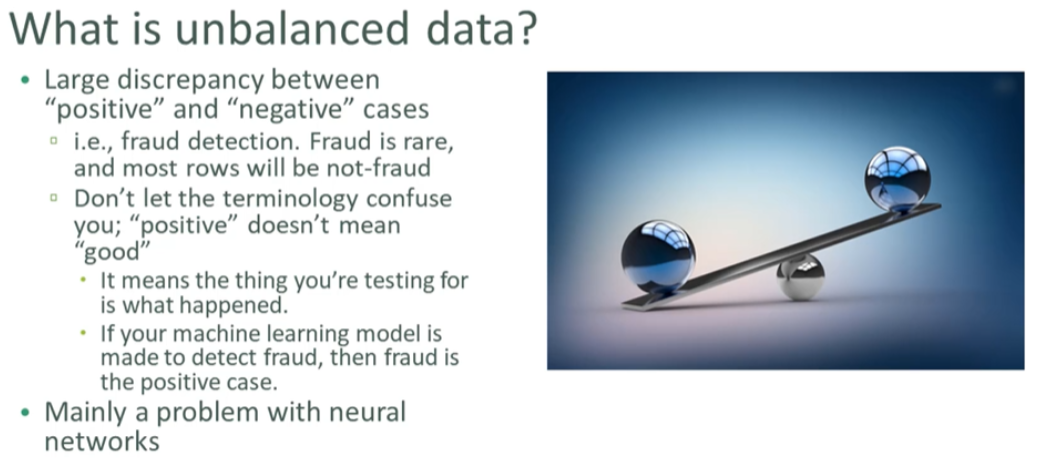 What is unbalanced data?
• Large discrepancy between
“positive” and “negative” cases
▫ i.e., fraud detection. Fraud is rare,
and most rows will be not-fraud
▫ Don’t let the terminology confuse
you; “positive” doesn’t mean
“good”
• It means the thing you’re testing for
is what happened.
• If your machine learning model is
made to detect fraud, then fraud is
the positive case.
• Mainly a problem with neural
networks